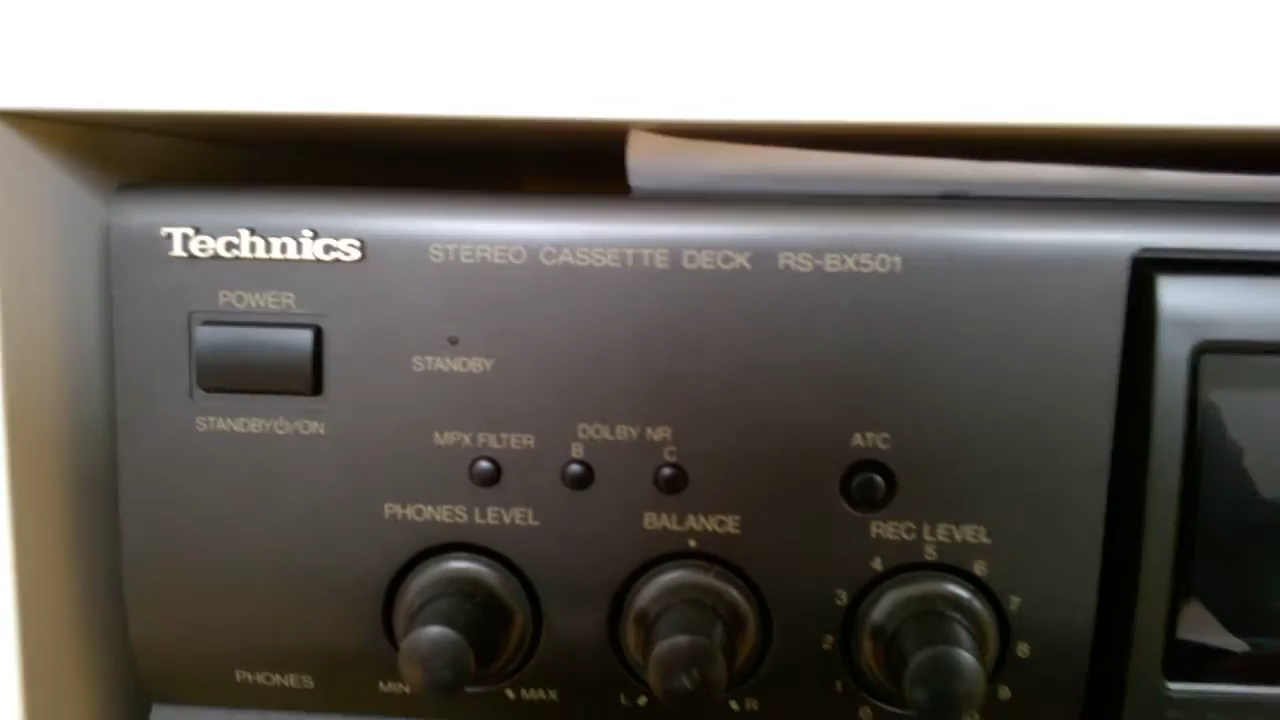 Technics STEREO CASSETTE DECK RS-BX501
POWER
STANDBY
STANDBY⏻/ON
MPX FILTER
DOLBY NR
B C
ATC
PHONES LEVEL
BALANCE
REC LEVEL
0 1 2 3 4 5 6 7 8 9
PHONES
MIN MAX
L R